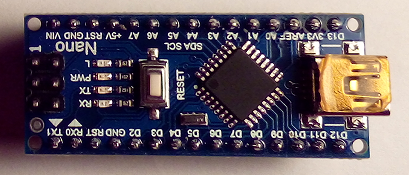 VIN GND RST +5V A7 A6 A5 A4 A3 A2 A1 A0 AREF 3V3 D13
SDA SCL
1 Nano
L
PWR
TX
RX
RESET
TX1 RX0 RST GND D2 D3 D4 D5 D6 D7 D8 D9 D10 D11 D12